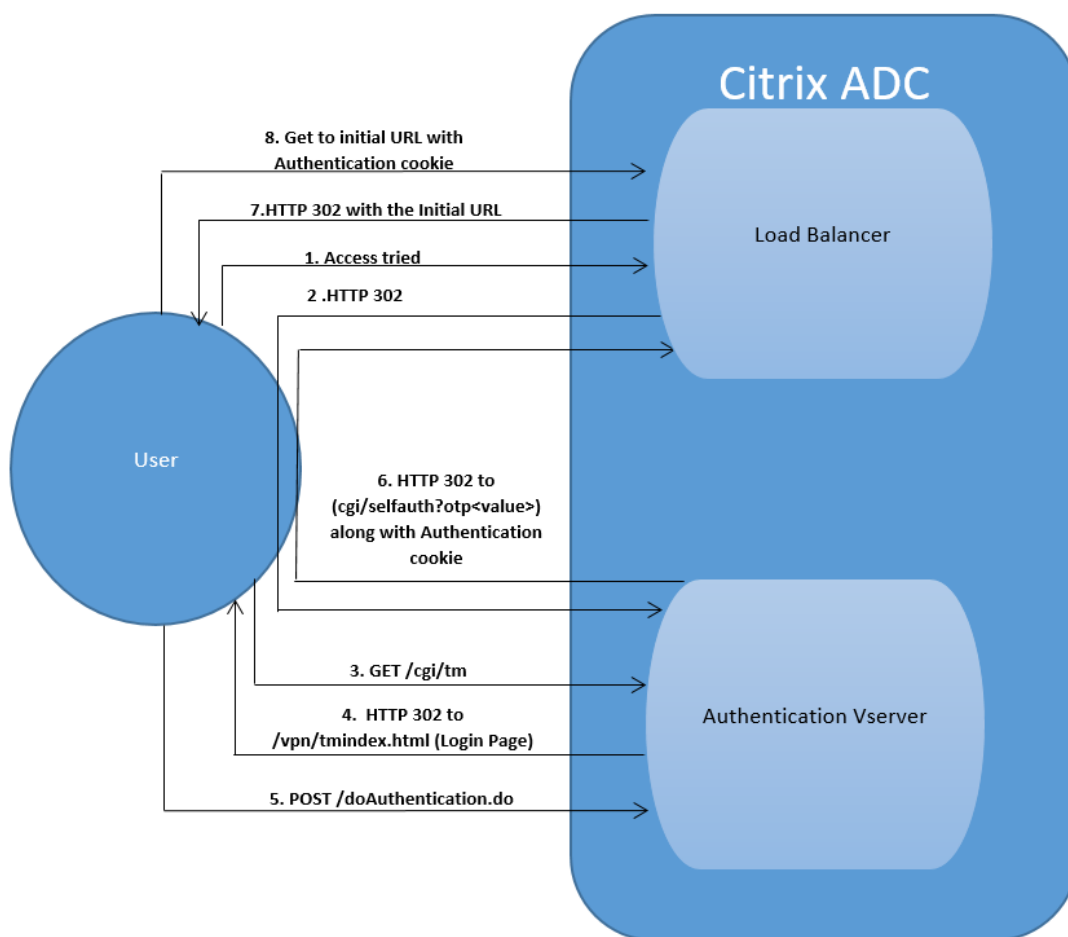 Citrix ADC
8. Get to initial URL with
Authentication cookie
7.HTTP 302 with the Initial URL
Load Balancer
1. Access tried
2 .HTTP 302
User
6. HTTP 302 to
(cgi/selfauth?otp<value>)
along with Authentication
cookie
3. GET /cgi/tm
4.  HTTP 302 to
/vpn/tmindex.html (Login Page)
Authentication Vserver
5. POST /doAuthentication.do